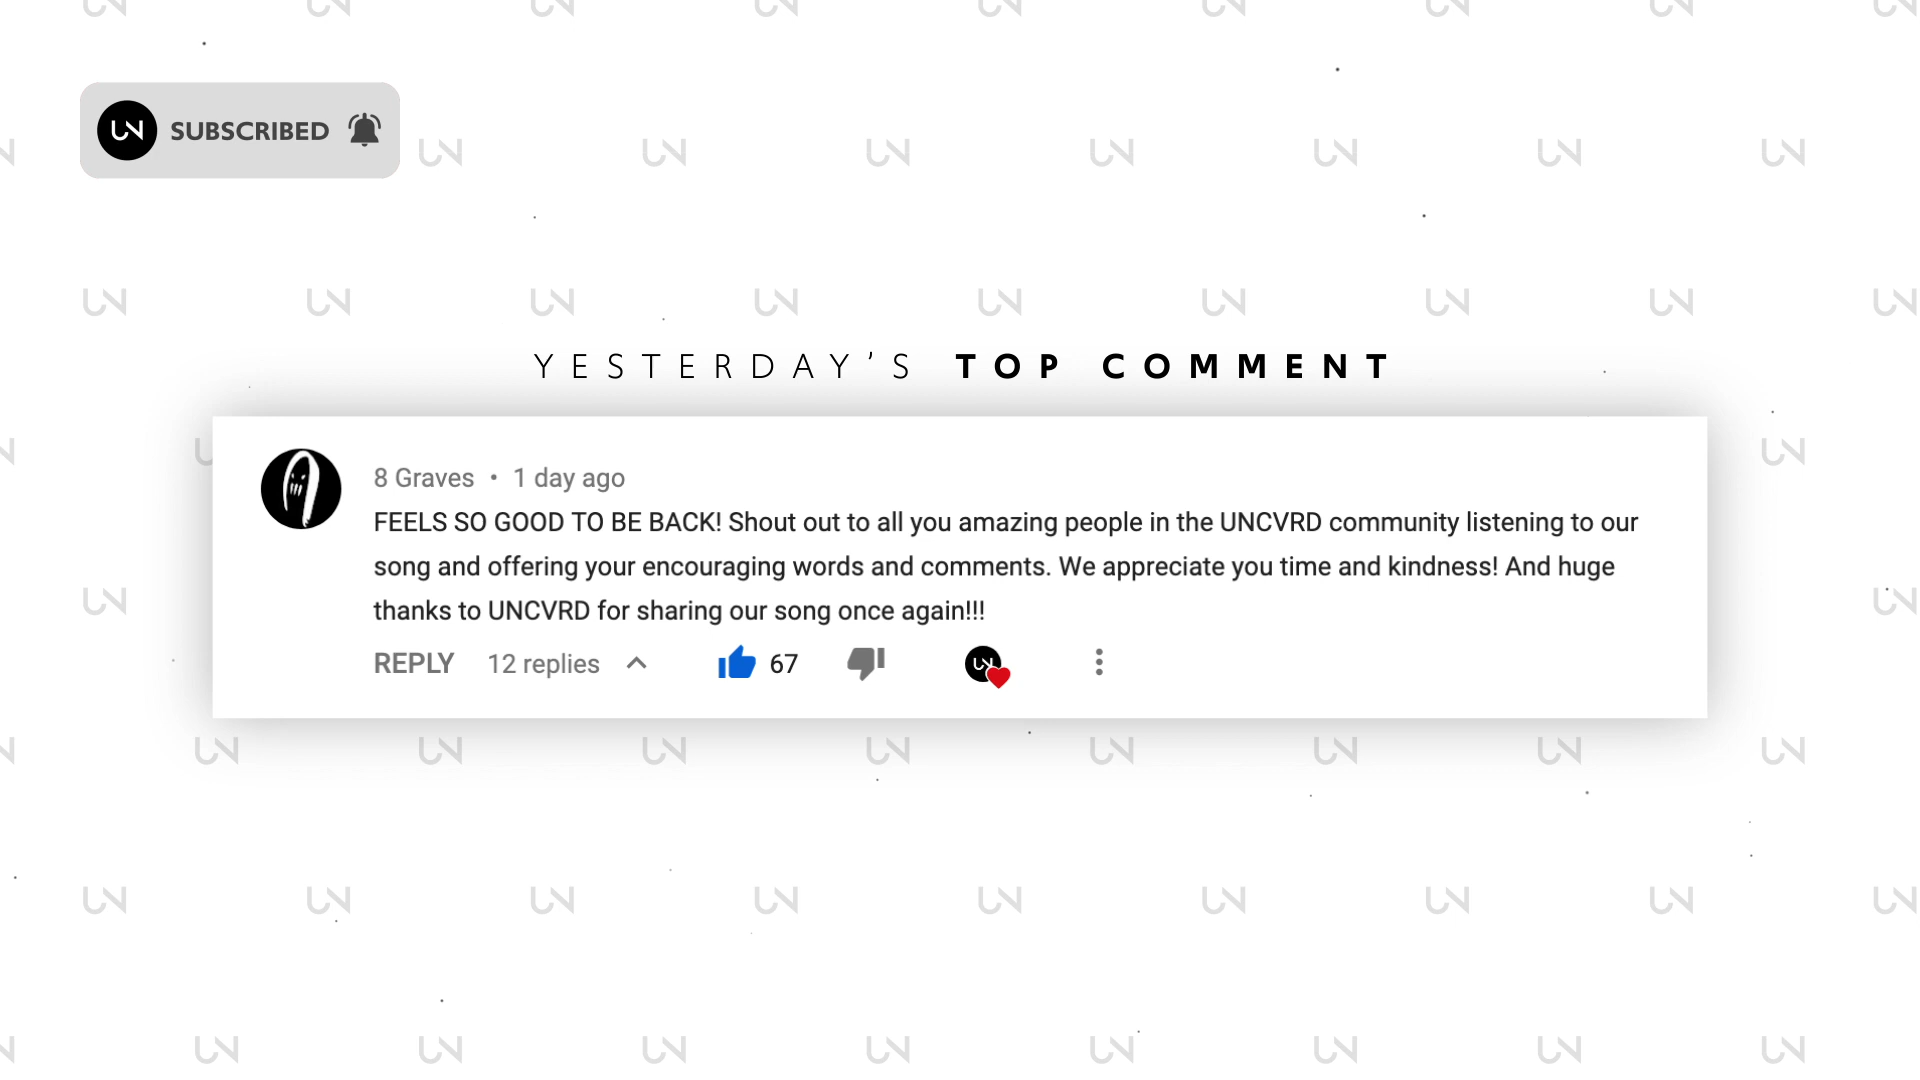 SUBSCRIBED
YESTERDAY'S TOP COMMENT
8 Graves • 1 day ago
FEELS SO GOOD TO BE BACK! Shout out to all you amazing people in the UNCVRD community listening to our
song and offering your encouraging words and comments. We appreciate you time and kindness! And huge
thanks to UNCVRD for sharing our song once again!!!
REPLY 12 replies 67